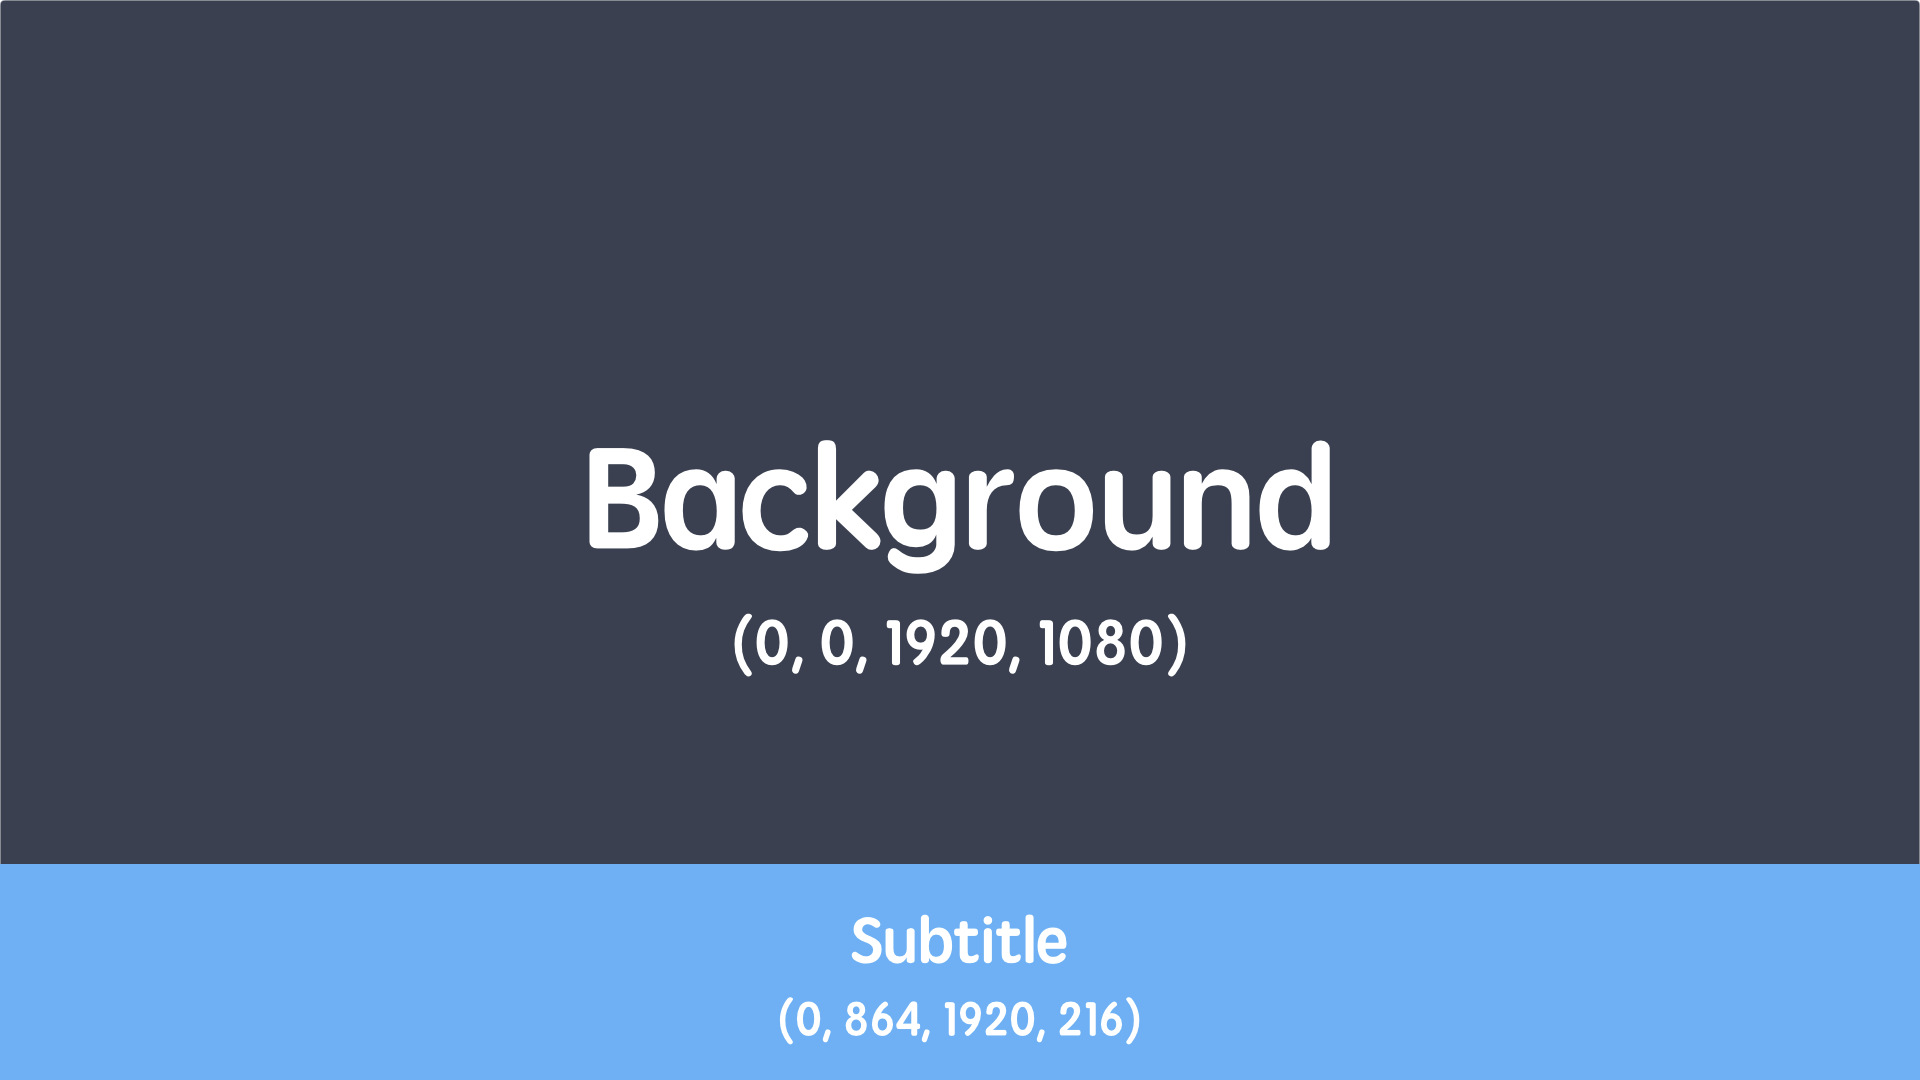 Background
(0, 0, 1920, 1080)
Subtitle
(0, 864, 1920, 216)